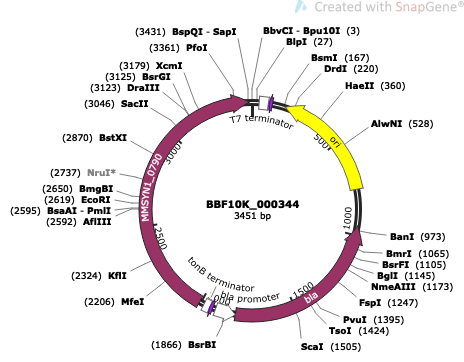 Created with SnapGene®
(3431) BspQI - SapI
(3361) PfoI
(3179) XcmI
(3125) BsrGI
(3123) DraIII
(3046) SacII
(2870) BstXI
(2737) NruI*
(2650) BmgBI
(2619) EcoRI
(2595) BsaAI - PmlI
(2592) AflIII
(2324) KflI
(2206) MfeI
(1866) BsrBI
BbvCI - Bpu10I (3)
BlpI (27)
BsmI (167)
DrdI (220)
HaeII (360)
AlwNI (528)
BanI (973)
BmrI (1065)
BsrFI (1105)
BglI (1145)
NmeAIII (1173)
FspI (1247)
PvuI (1395)
TsoI (1424)
ScaI (1505)
T7 terminator
ori
500
1000
1500
bla
bla promoter
tonB terminator
2500
3000
MMSYN1_0790
BBF10K_000344
3451 bp